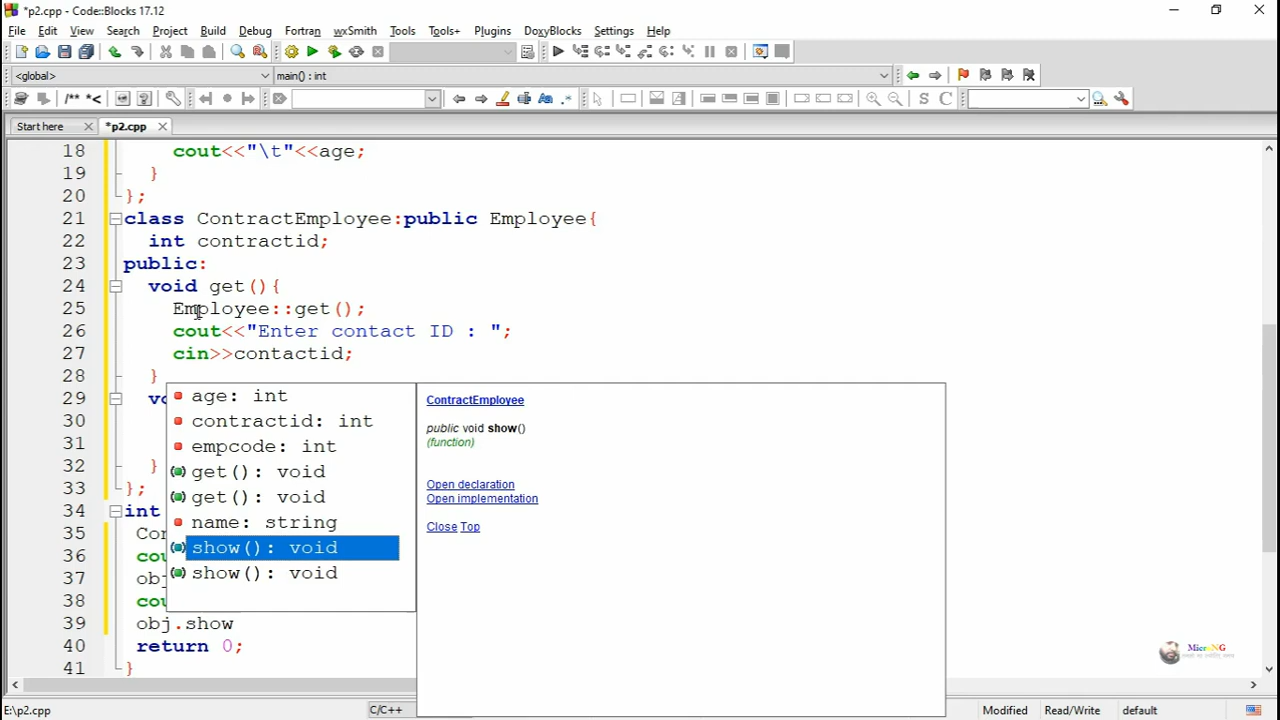 *p2.cpp - Code::Blocks 17.12
File Edit View Search Project Build Debug Fortran wxSmith Tools Tools+ Plugins DoxyBlocks Settings Help
<global> main() : int
/** *<
S C
Start here *p2.cpp
18 cout<<"\t"<<age;
19 }
20 };
21 class ContractEmployee:public Employee{
22 int contractid;
23 public:
24 void get(){
25 Employee::get();
26 cout<<"Enter contact ID : ";
27 cin>>contactid;
28 }
29 vo
30
31
32 }
33 };
34 int
35 Con
36 cou
37 obj
38 cou
39 obj.show
40 return 0;
41 }
age: int
contractid: int
empcode: int
get(): void
get(): void
name: string
show(): void
show(): void
ContractEmployee
public void show()
(function)
Open declaration
Open implementation
Close Top
MicroNG
E:\p2.cpp C/C++ Modified Read/Write default